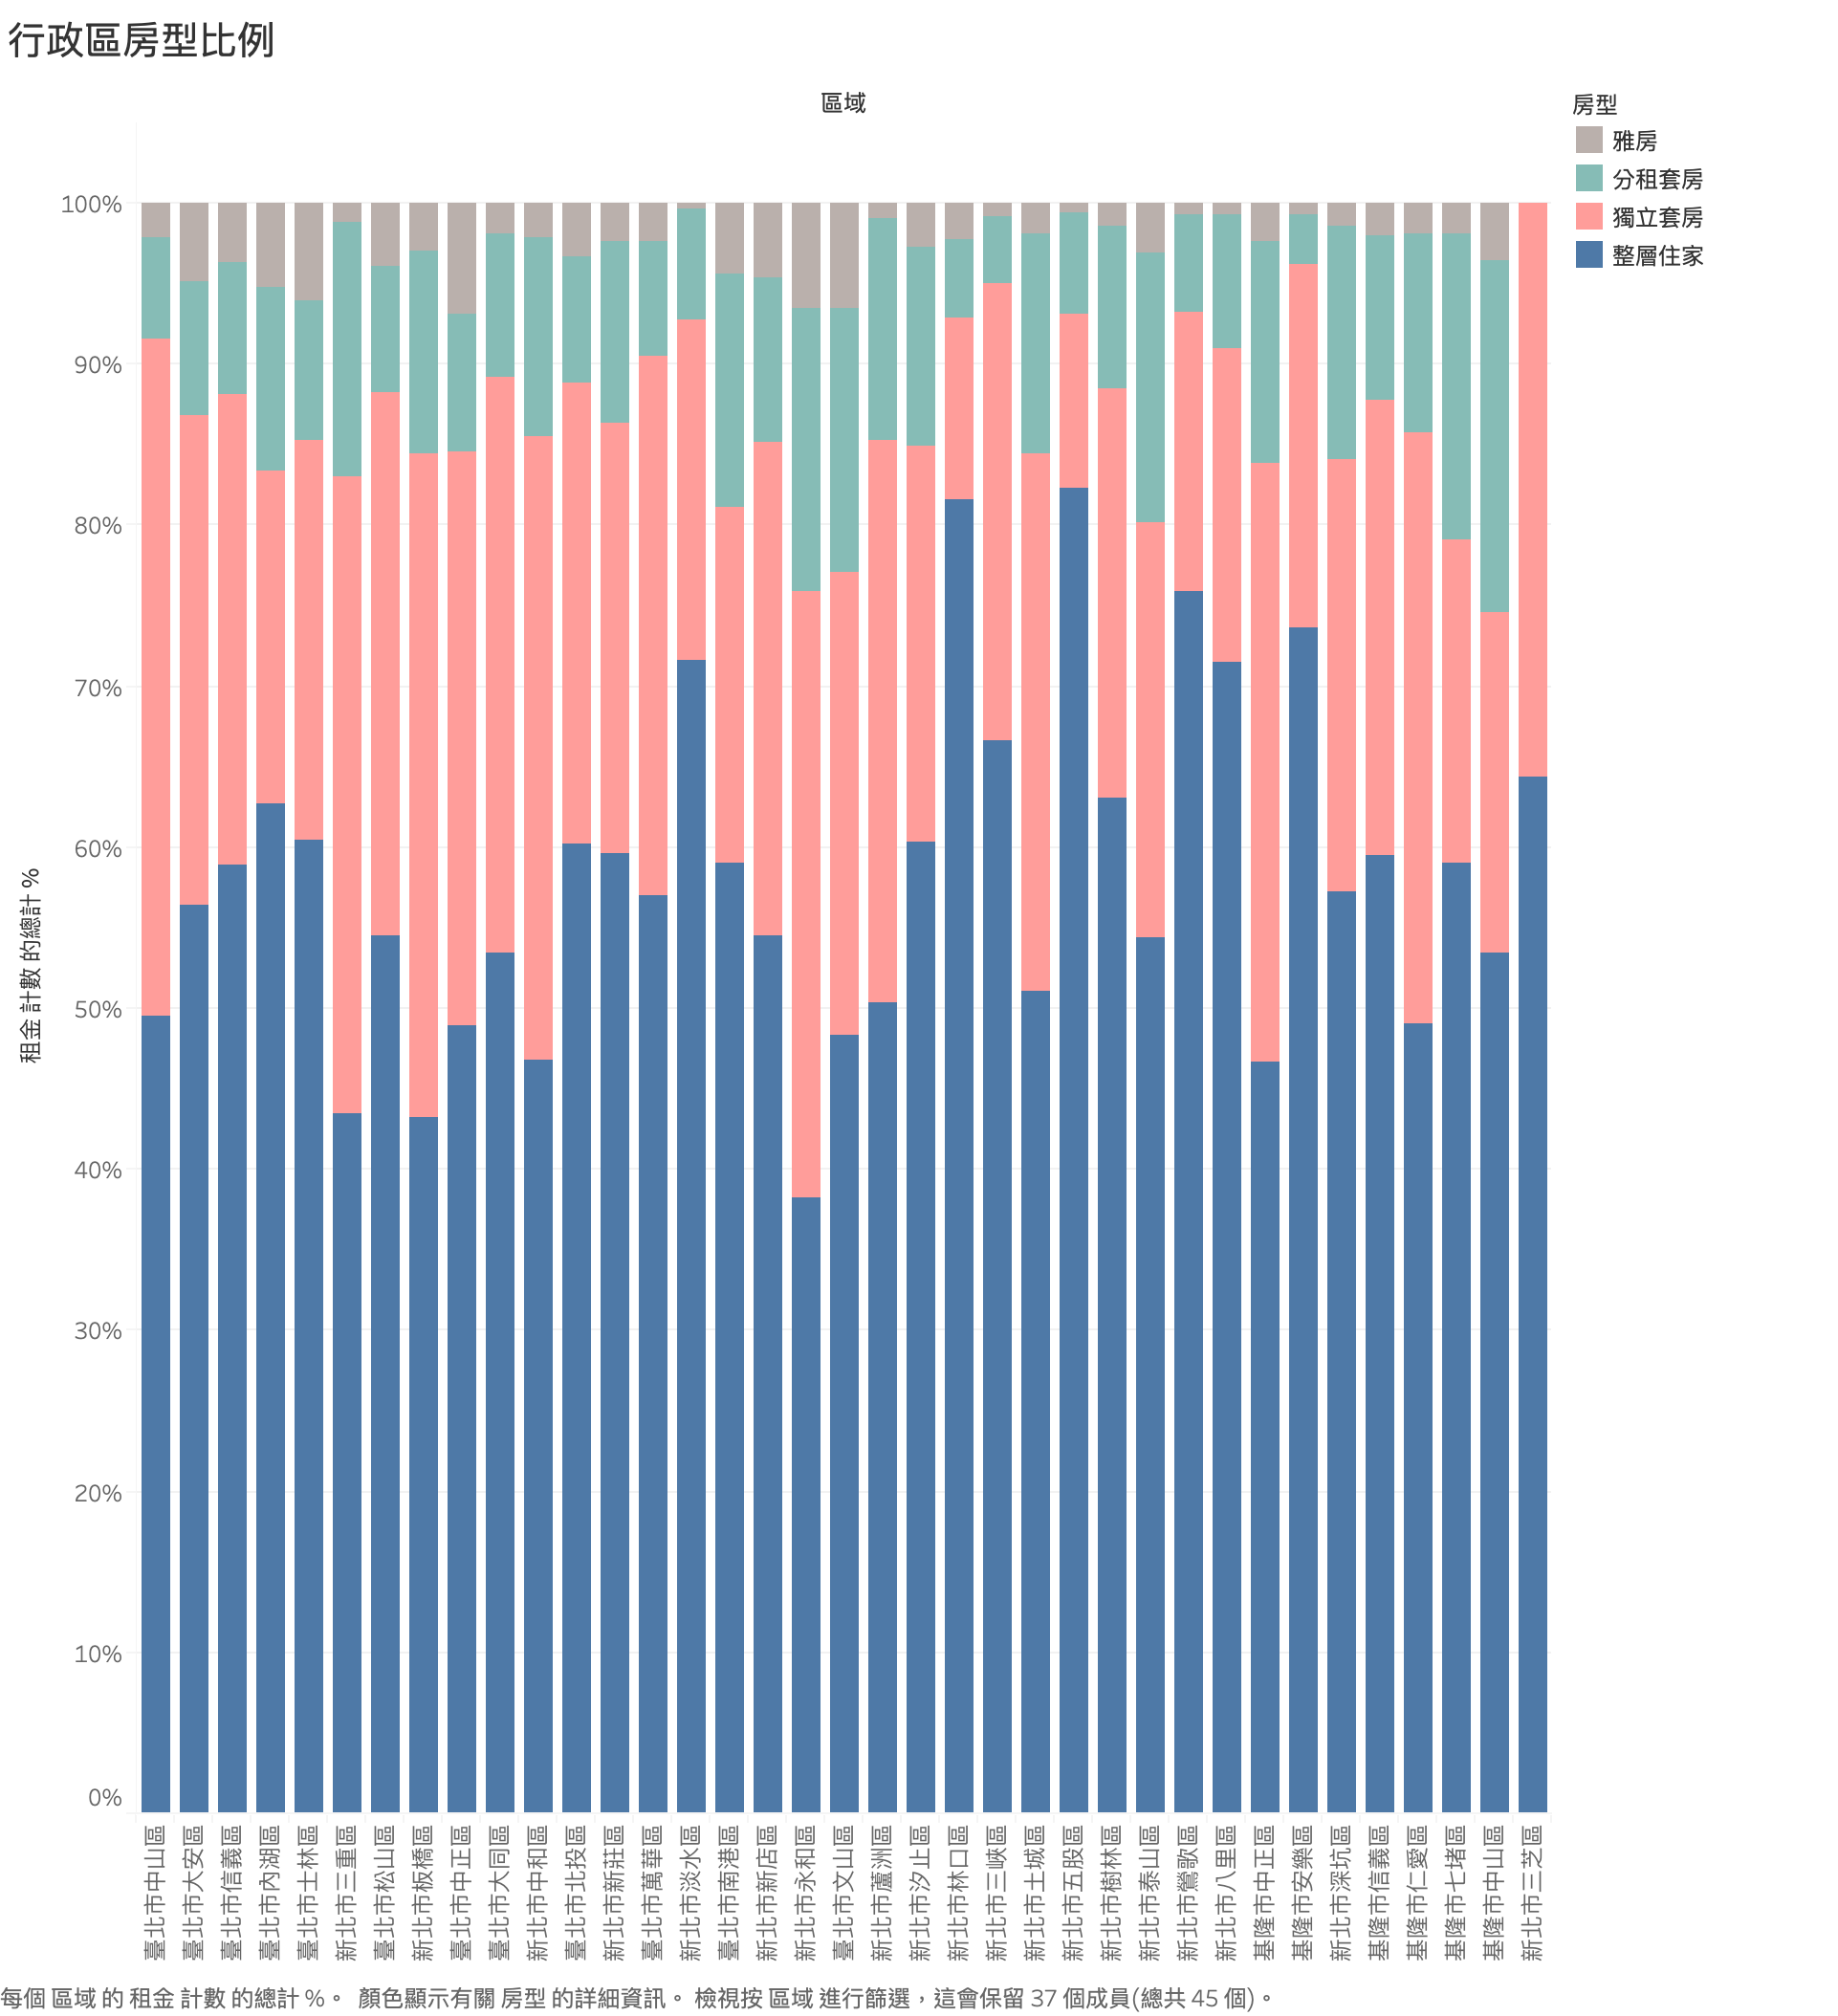 行政區房型比例
區域
房型
雅房
分租套房
獨立套房
整層住家
租金 計數 的總計 %
100%
90%
80%
70%
60%
50%
40%
30%
20%
10%
0%
臺北市中山區
臺北市大安區
臺北市信義區
臺北市內湖區
臺北市士林區
新北市三重區
臺北市松山區
新北市板橋區
臺北市中正區
臺北市大同區
新北市中和區
臺北市北投區
新北市新莊區
臺北市萬華區
新北市淡水區
臺北市南港區
新北市新店區
新北市永和區
臺北市文山區
新北市蘆洲區
新北市汐止區
新北市林口區
新北市三峽區
新北市土城區
新北市五股區
新北市樹林區
新北市泰山區
新北市鶯歌區
新北市八里區
基隆市中正區
基隆市安樂區
新北市深坑區
基隆市信義區
基隆市仁愛區
基隆市七堵區
基隆市中山區
新北市三芝區
每個 區域 的 租金 計數 的總計 %。 顏色顯示有關 房型 的詳細資訊。 檢視按 區域 進行篩選，這會保留 37 個成員(總共 45 個)。